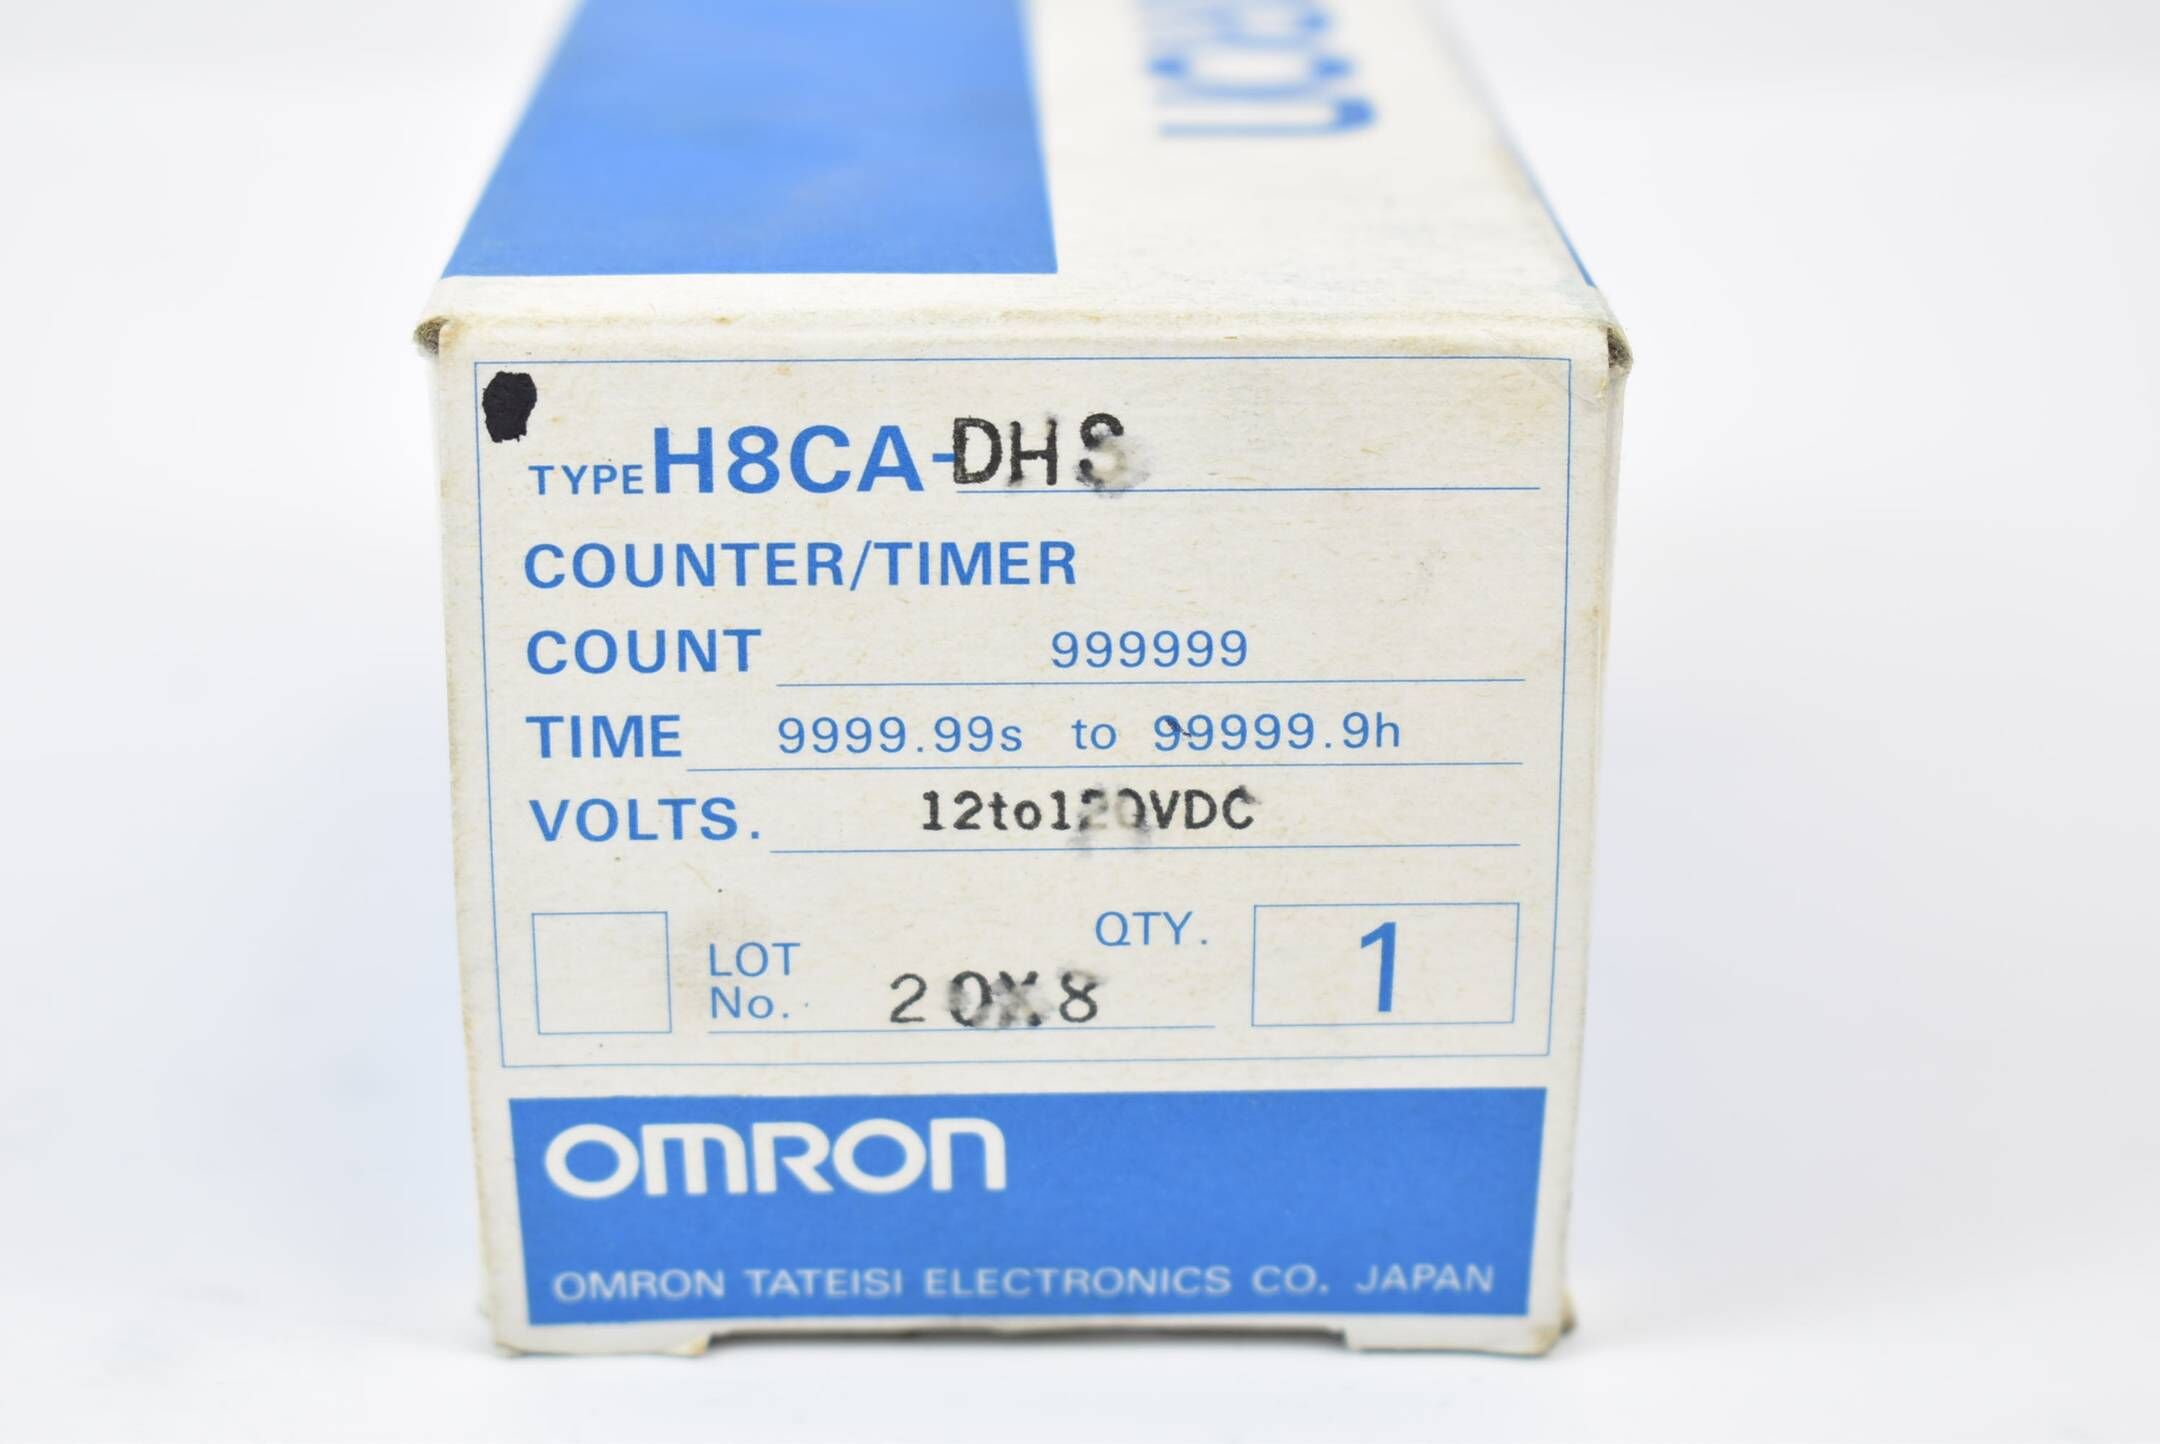 TYPE H8CA-DHS
COUNTER/TIMER
COUNT 999999
TIME 9999.99s to 99999.9h
VOLTS. 12to120VDC
QTY. 1
LOT
No. 20X8
OMRON
OMRON TATEISI ELECTRONICS CO. JAPAN